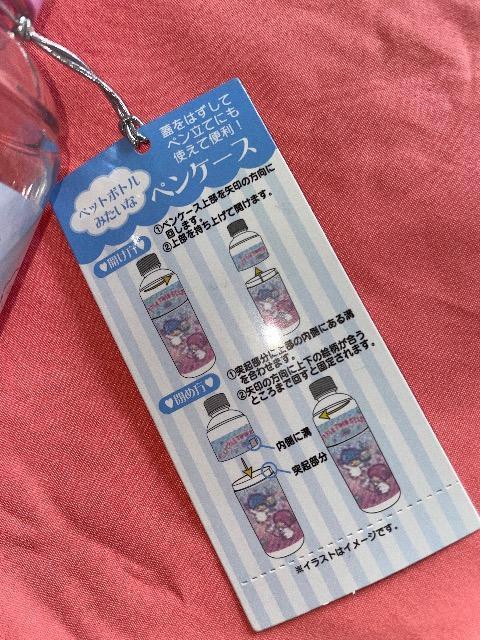 蓋をはずして
ペン立てにも
使えて便利！
ペットボトル
みたいな
ペンケース
開け方
①ペンケース上部を矢印の方向に
回します。
②上部を持ち上げて開けます。
閉め方
①突起部分に上部の内側にある溝
を合わせます。
②矢印の方向に上下の絵柄が合う
ところまで回すと固定されます。
内側に溝
突起部分
※イラストはイメージです。